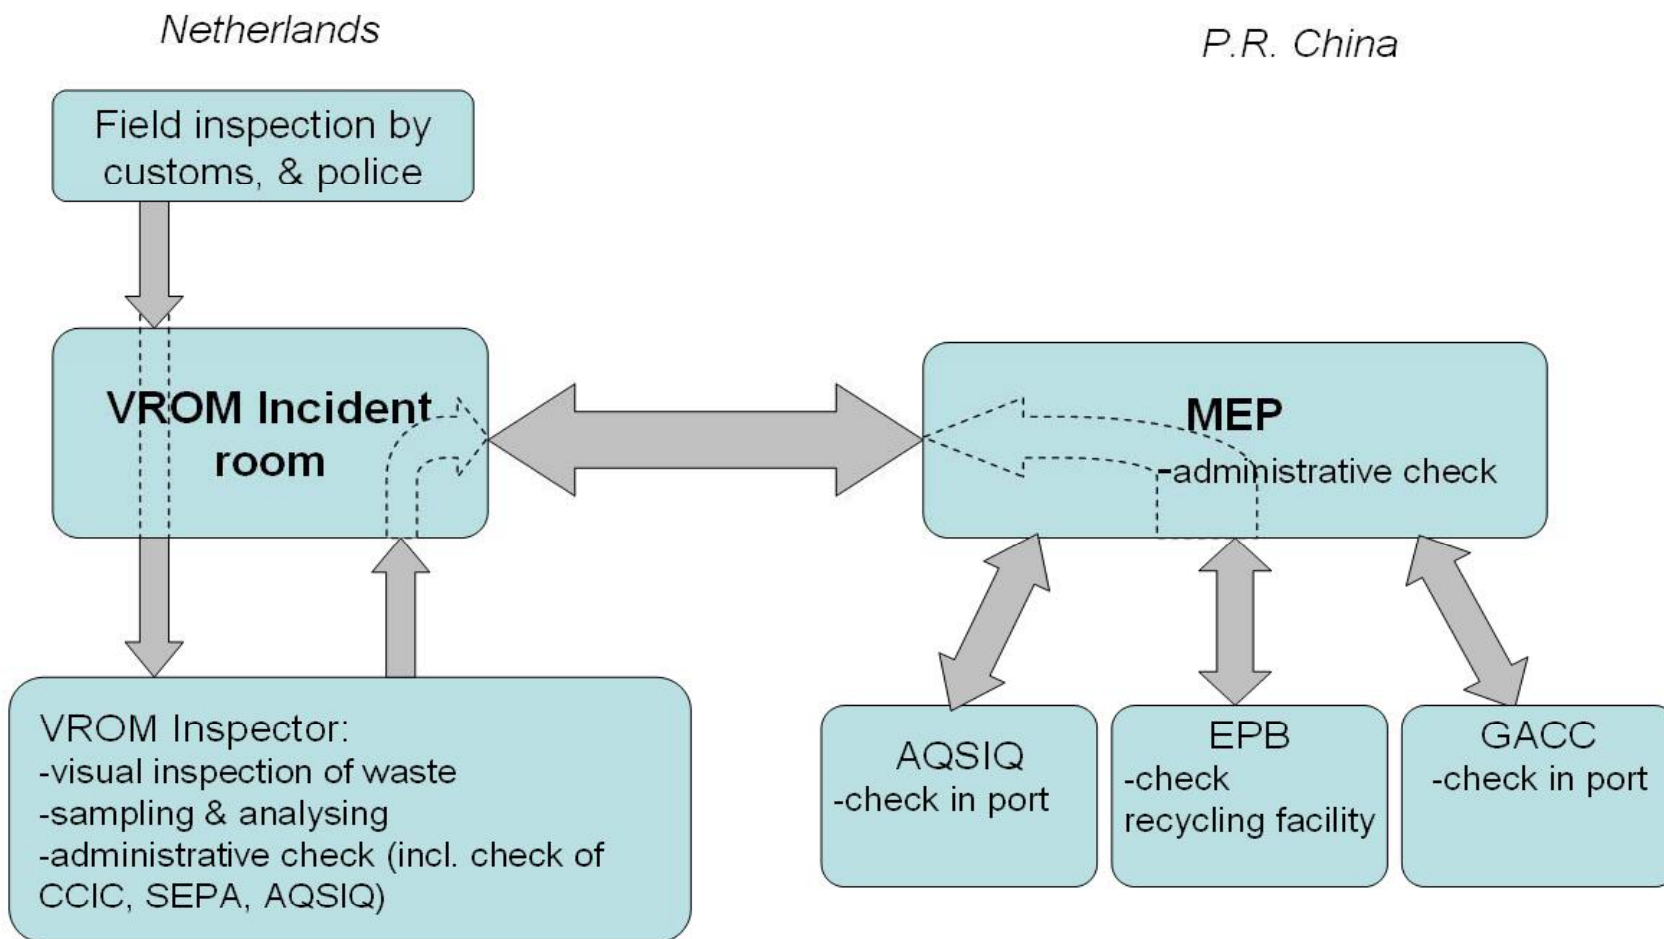 Netherlands
P.R. China
Field inspection by
customs, & police
VROM Incident
room
MEP
-administrative check
VROM Inspector:
-visual inspection of waste
-sampling & analysing
-administrative check (incl. check of
CCIC, SEPA, AQSIQ)
AQSIQ
-check in port
EPB
-check
recycling facility
GACC
-check in port